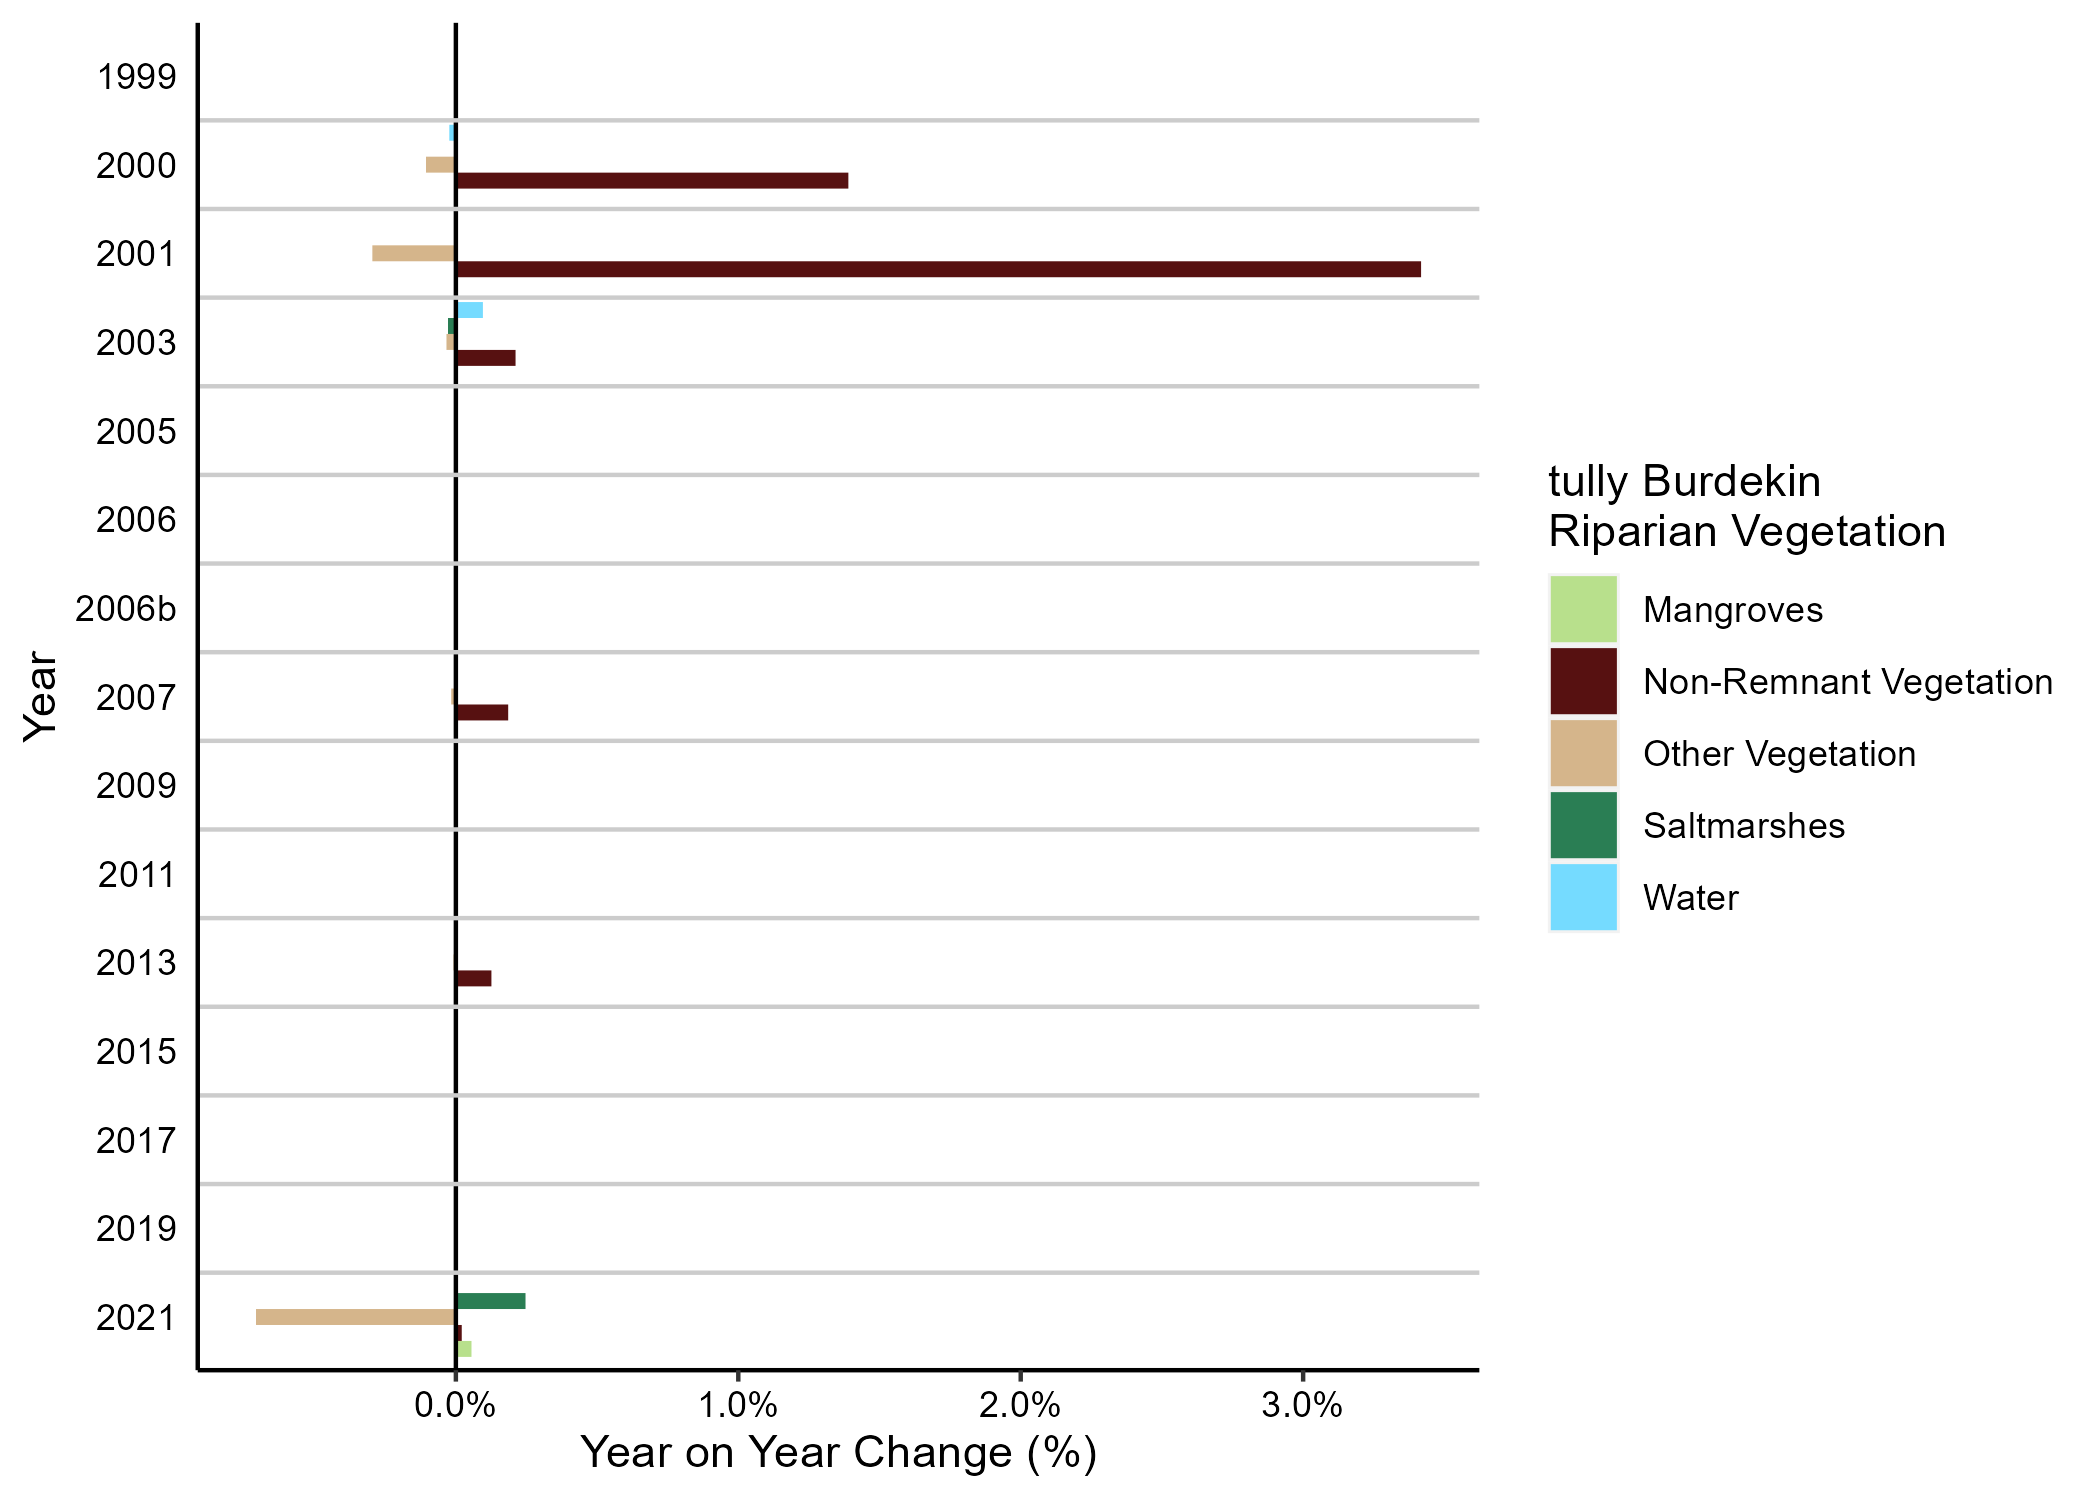 1999
2000
2001
2003
2005
2006
2006b
2007
2009
2011
2013
2015
2017
2019
2021
Year
0.0%
1.0%
2.0%
3.0%
Year on Year Change (%)
tully Burdekin
Riparian Vegetation
Mangroves
Non-Remnant Vegetation
Other Vegetation
Saltmarshes
Water